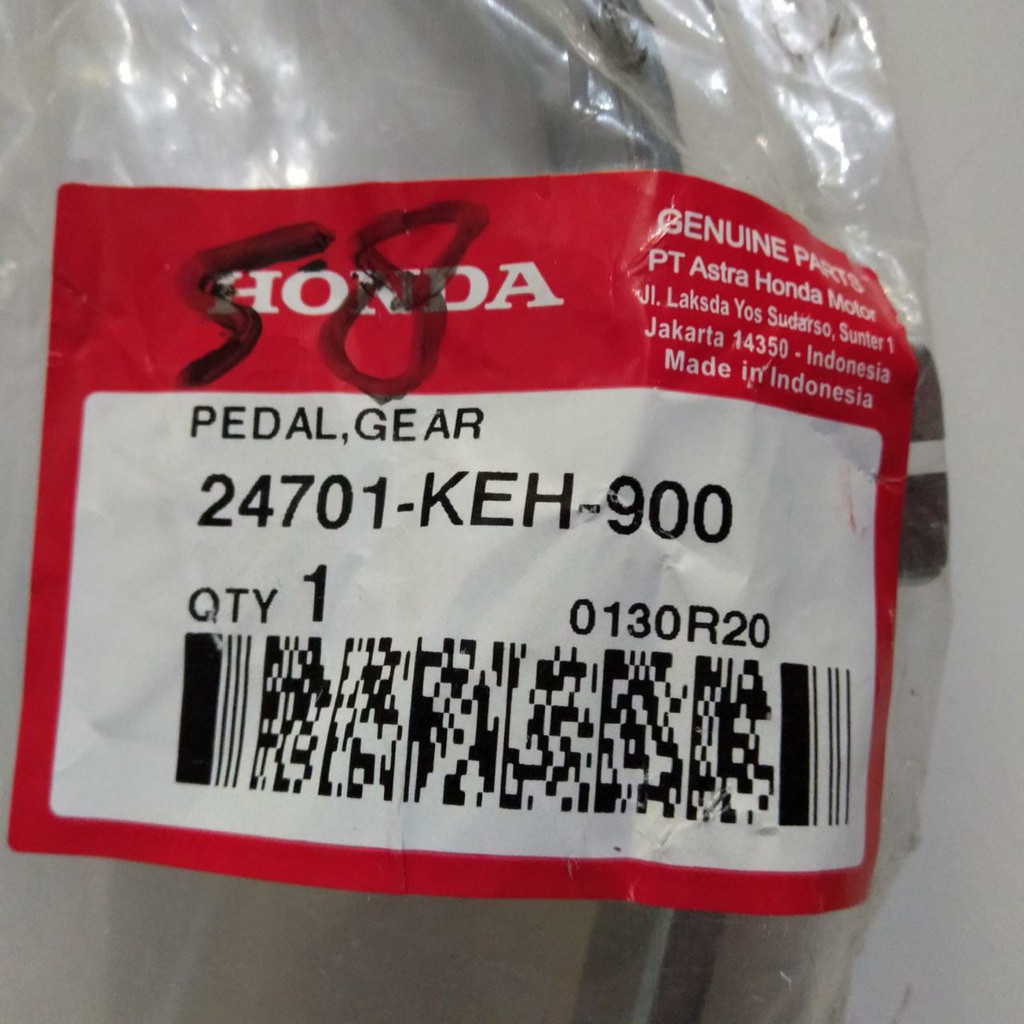 58
HONDA
GENUINE PARTS
PT Astra Honda Motor
Jl. Laksda Yos Sudarso, Sunter 1
Jakarta 14350 - Indonesia
Made in Indonesia
PEDAL,GEAR
24701-KEH-900
QTY 1
0130R20